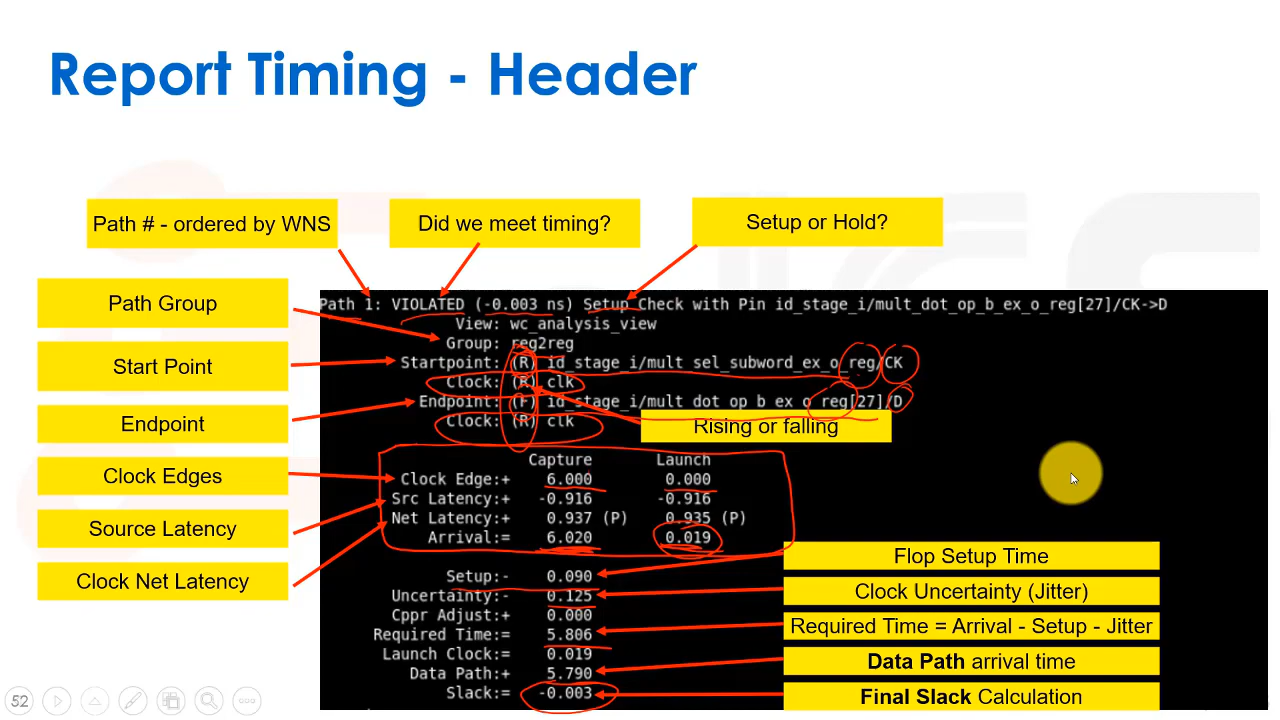 Report Timing - Header
Path # - ordered by WNS
Did we meet timing?
Setup or Hold?
Path Group
Start Point
Endpoint
Clock Edges
Source Latency
Clock Net Latency
Path 1: VIOLATED (-0.003 ns) Setup Check with Pin id_stage_i/mult_dot_op_b_ex_o_reg[27]/CK->D
View: wc_analysis_view
Group: reg2reg
Startpoint: (R) id_stage_i/mult_sel_subword_ex_o_reg/CK
Clock: (R) clk
Endpoint: (F) id_stage_i/mult_dot_op_b_ex_o_reg[27]/D
Clock: (R) clk
Rising or falling
Capture Launch
Clock Edge:+ 6.000 0.000
Src Latency:+ -0.916 -0.916
Net Latency:+ 0.937 (P) 0.935 (P)
Arrival:= 6.020 0.019
Setup:- 0.090
Uncertainty:- 0.125
Cppr Adjust:+ 0.000
Required Time:= 5.806
Launch Clock:= 0.019
Data Path:+ 5.790
Slack:= -0.003
Flop Setup Time
Clock Uncertainty (Jitter)
Required Time = Arrival - Setup - Jitter
Data Path arrival time
Final Slack Calculation
52